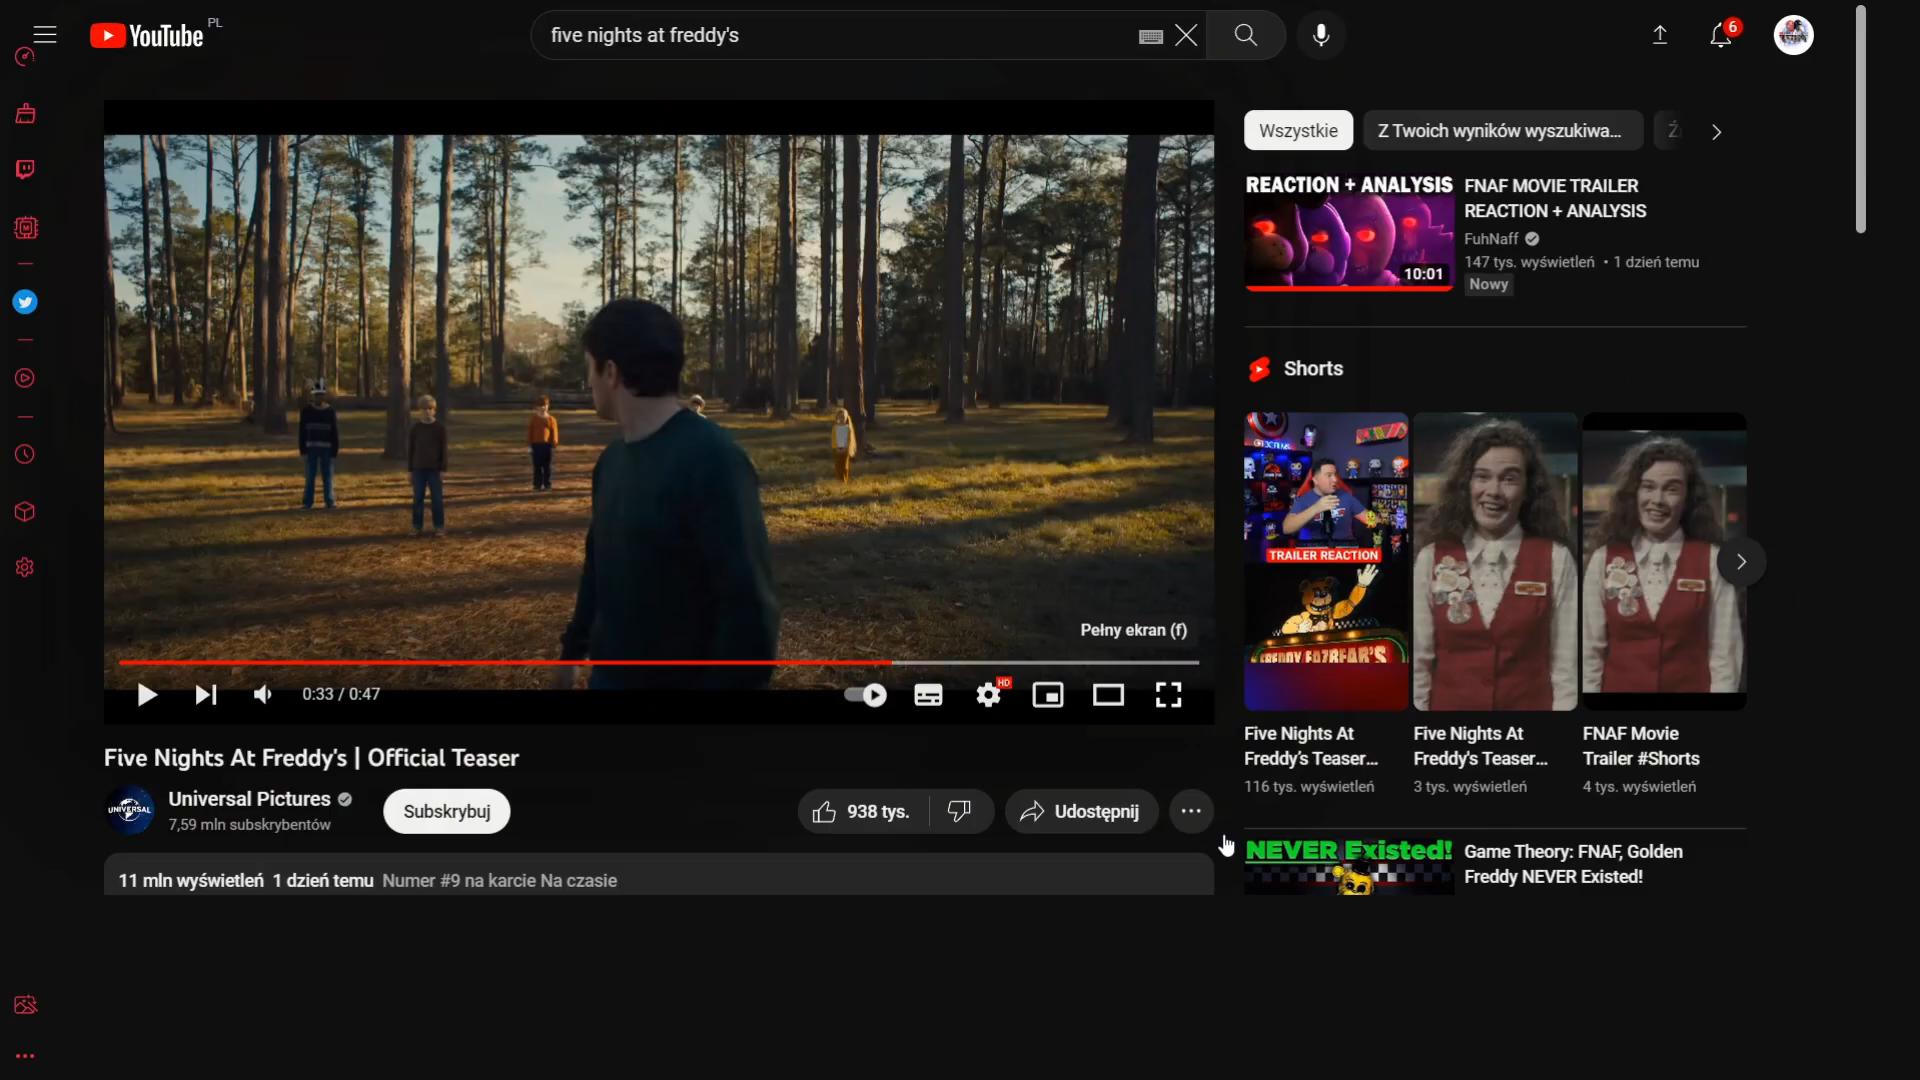 YouTube PL
five nights at freddy's
6
Wszystkie
Z Twoich wyników wyszukiwa...
REACTION + ANALYSIS
10:01
FNAF MOVIE TRAILER
REACTION + ANALYSIS
FuhNaff
147 tys. wyświetleń • 1 dzień temu
Nowy
Shorts
TRAILER REACTION
FREDDY FAZBEAR'S
Five Nights At
Freddy's Teaser...
116 tys. wyświetleń
Five Nights At
Freddy's Teaser...
3 tys. wyświetleń
FNAF Movie
Trailer #Shorts
4 tys. wyświetleń
NEVER Existed!
Game Theory: FNAF, Golden
Freddy NEVER Existed!
Pełny ekran (f)
0:33 / 0:47
HD
Five Nights At Freddy's | Official Teaser
UNIVERSAL
Universal Pictures
7,59 mln subskrybentów
Subskrybuj
938 tys.
Udostępnij
11 mln wyświetleń 1 dzień temu Numer #9 na karcie Na czasie